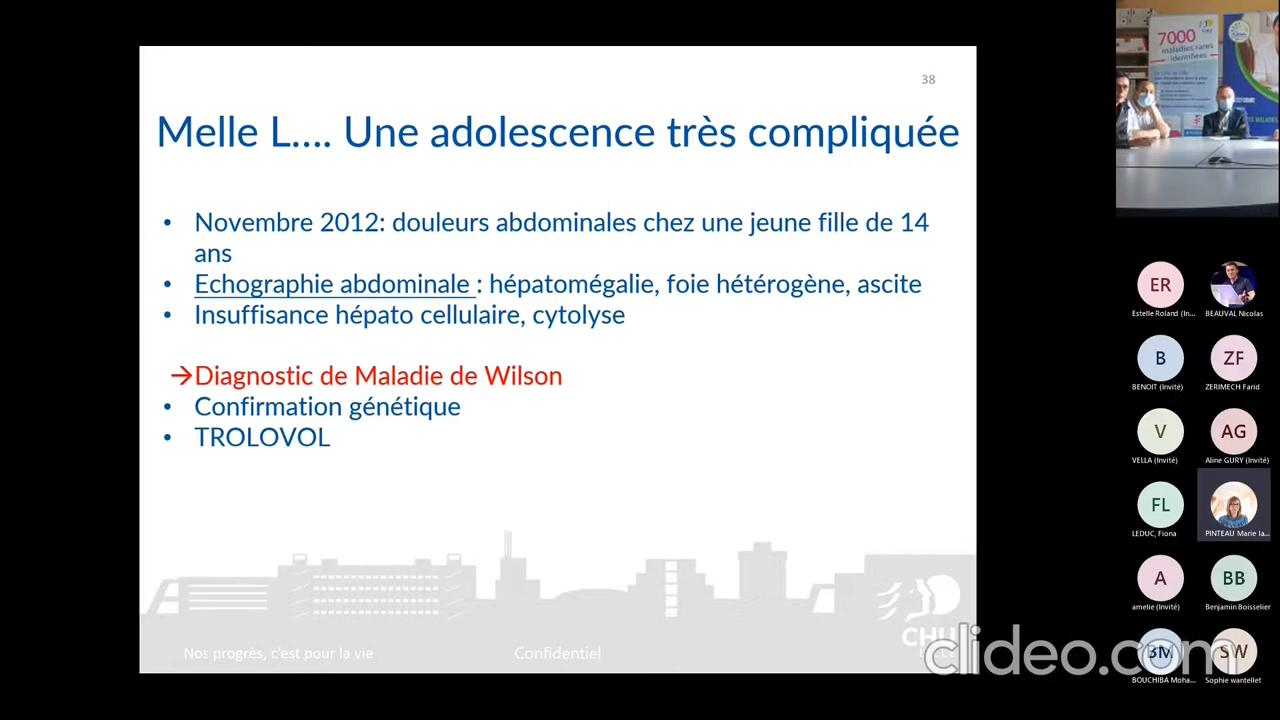 38
Melle L.... Une adolescence très compliquée
• Novembre 2012: douleurs abdominales chez une jeune fille de 14
ans
• Echographie abdominale : hépatomégalie, foie hétérogène, ascite
• Insuffisance hépato cellulaire, cytolyse
→Diagnostic de Maladie de Wilson
• Confirmation génétique
• TROLOVOL
Nos progrès, c'est pour la vie
Confidentiel
CHU
7000
maladies rares
identifiées
ER
Estelle Roland (In...
BEAUVAL Nicolas
B
BENOIT (Invité)
ZF
ZERIMECH Farid
V
VELLA (Invité)
AG
Aline GURY (Invité)
FL
LEDUC, Fiona
PINTEAU Marie la...
A
amelie (Invité)
BB
Benjamin Boisselier
BM
BOUCHIBA Moha...
SW
Sophie wantellet
clideo.com